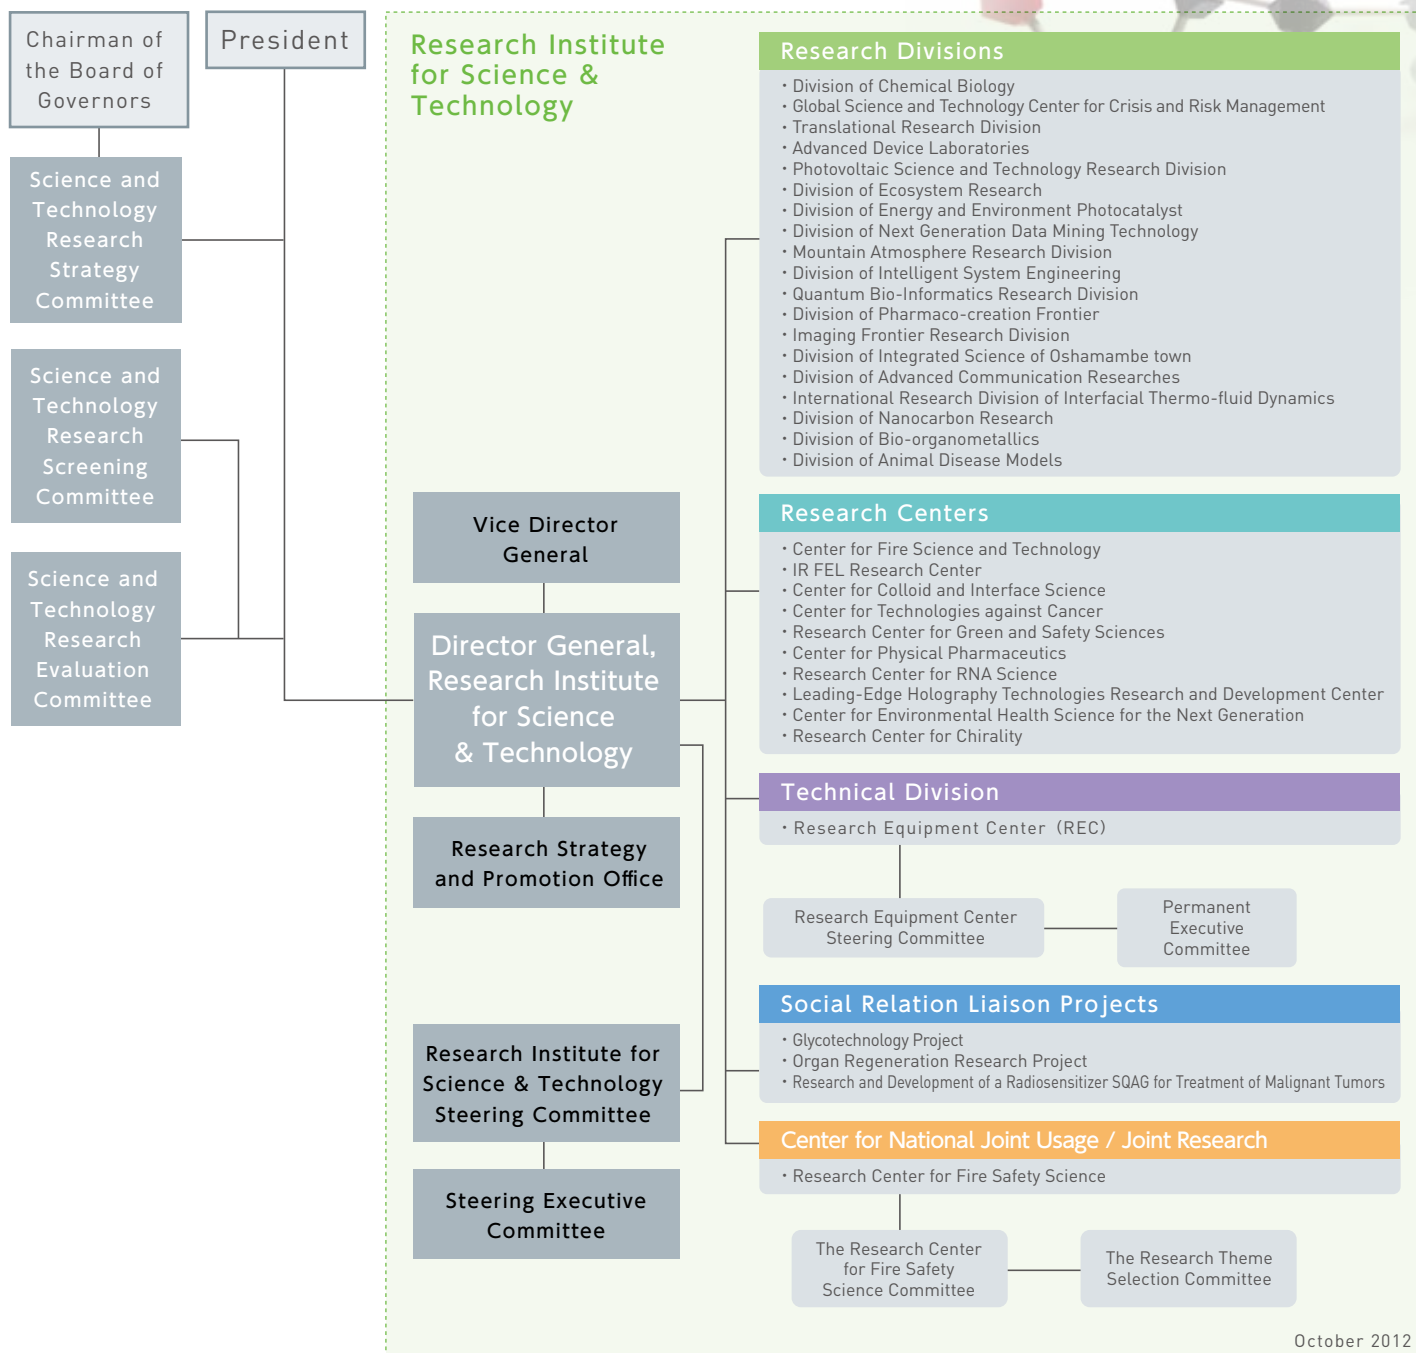 Chairman of
the Board of
Governors
President
Science and
Technology
Research
Strategy
Committee
Science and
Technology
Research
Screening
Committee
Science and
Technology
Research
Evaluation
Committee
Research Institute
for Science &
Technology
Vice Director
General
Director General,
Research Institute
for Science
& Technology
Research Strategy
and Promotion Office
Research Institute for
Science & Technology
Steering Committee
Steering Executive
Committee
Research Divisions
・Division of Chemical Biology
・Global Science and Technology Center for Crisis and Risk Management
・Translational Research Division
・Advanced Device Laboratories
・Photovoltaic Science and Technology Research Division
・Division of Ecosystem Research
・Division of Energy and Environment Photocatalyst
・Division of Next Generation Data Mining Technology
・Mountain Atmosphere Research Division
・Division of Intelligent System Engineering
・Quantum Bio-Informatics Research Division
・Division of Pharmaco-creation Frontier
・Imaging Frontier Research Division
・Division of Integrated Science of Oshamambe town
・Division of Advanced Communication Researches
・International Research Division of Interfacial Thermo-fluid Dynamics
・Division of Nanocarbon Research
・Division of Bio-organometallics
・Division of Animal Disease Models
Research Centers
・Center for Fire Science and Technology
・IR FEL Research Center
・Center for Colloid and Interface Science
・Center for Technologies against Cancer
・Research Center for Green and Safety Sciences
・Center for Physical Pharmaceutics
・Research Center for RNA Science
・Leading-Edge Holography Technologies Research and Development Center
・Center for Environmental Health Science for the Next Generation
・Research Center for Chirality
Technical Division
・Research Equipment Center (REC)
Research Equipment Center
Steering Committee
Permanent
Executive
Committee
Social Relation Liaison Projects
・Glycotechnology Project
・Organ Regeneration Research Project
・Research and Development of a Radiosensitizer SQAG for Treatment of Malignant Tumors
Center for National Joint Usage / Joint Research
・Research Center for Fire Safety Science
The Research Center
for Fire Safety
Science Committee
The Research Theme
Selection Committee
October 2012